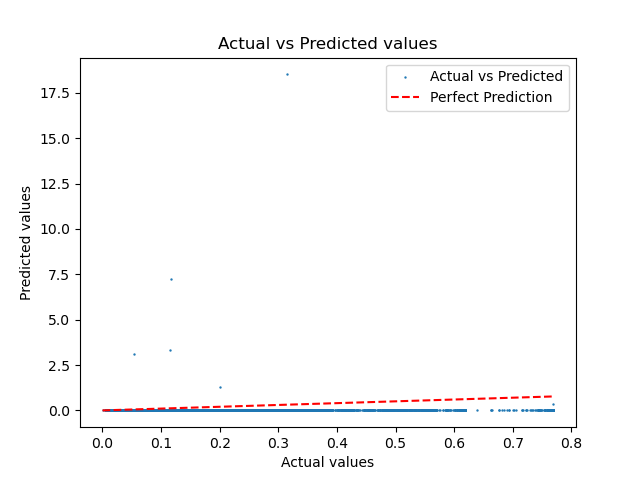 Actual vs Predicted values
Actual vs Predicted
Perfect Prediction
17.5
15.0
12.5
10.0
7.5
5.0
2.5
0.0
Predicted values
0.0 0.1 0.2 0.3 0.4 0.5 0.6 0.7 0.8
Actual values